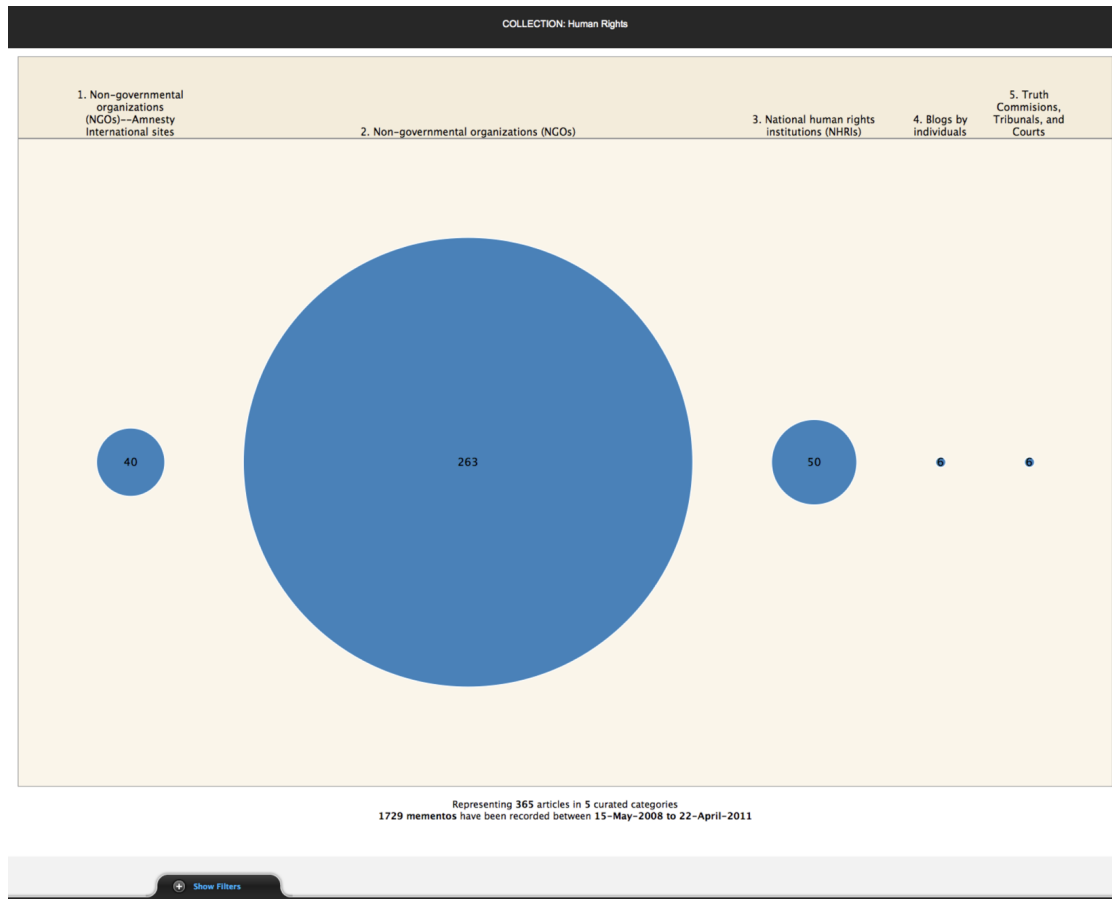 COLLECTION: Human Rights
1. Non-governmental
organizations
(NGOs)--Amnesty
International sites
2. Non-governmental organizations (NGOs)
3. National human rights
institutions (NHRIs)
4. Blogs by
individuals
5. Truth
Commisions,
Tribunals, and
Courts
40
263
50
6
6
Representing 365 articles in 5 curated categories
1729 mementos have been recorded between 15-May-2008 to 22-April-2011
Show Filters